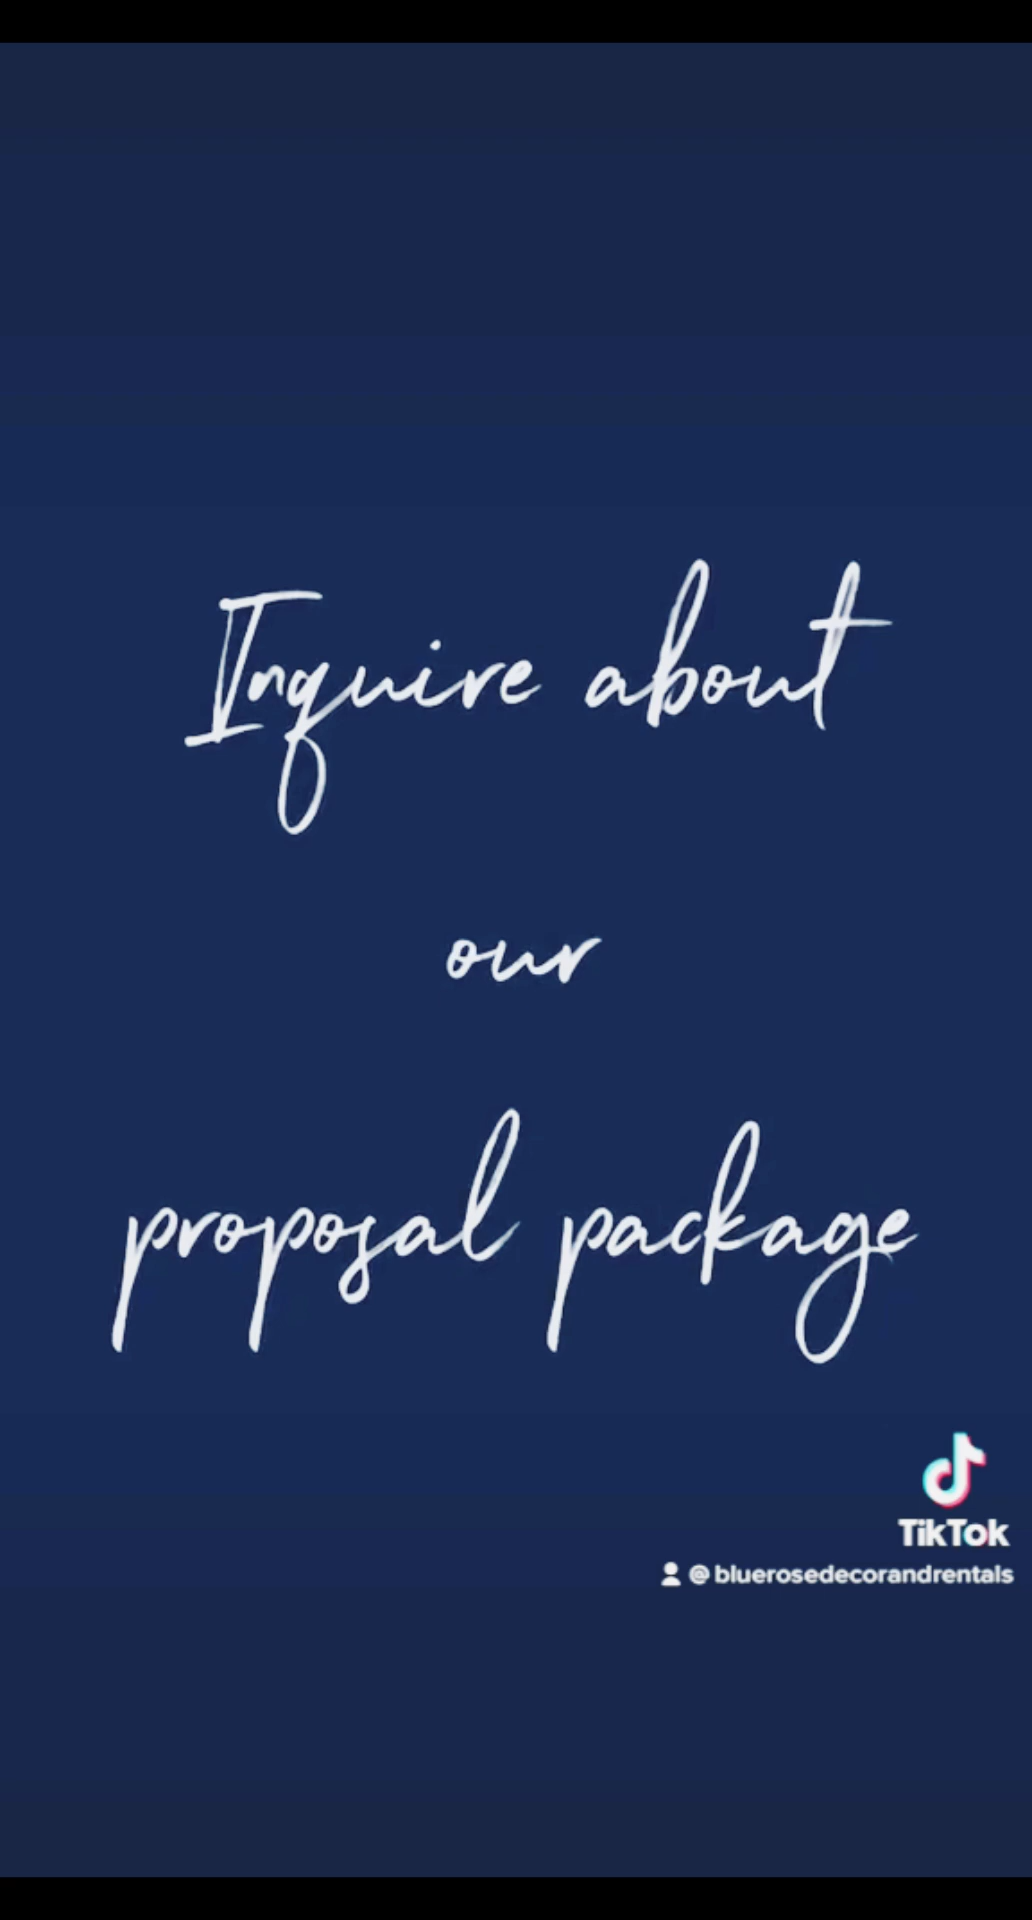 Inquire about
our
proposal package
TikTok
@bluerosedecorandrentals